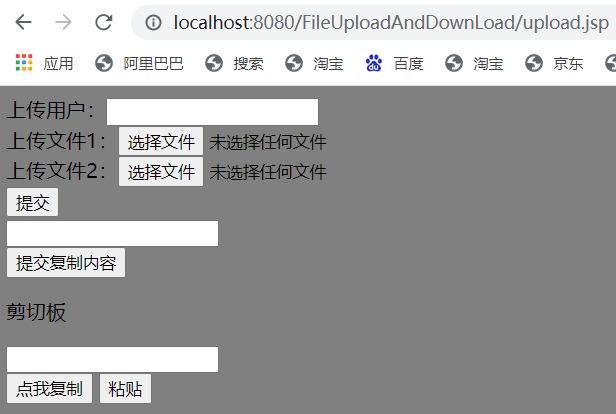 localhost:8080/FileUploadAndDownLoad/upload.jsp
应用 阿里巴巴 搜索 淘宝 百度 淘宝 京东
上传用户：
上传文件1： 选择文件 未选择任何文件
上传文件2： 选择文件 未选择任何文件
提交
提交复制内容
剪切板
点我复制 粘贴